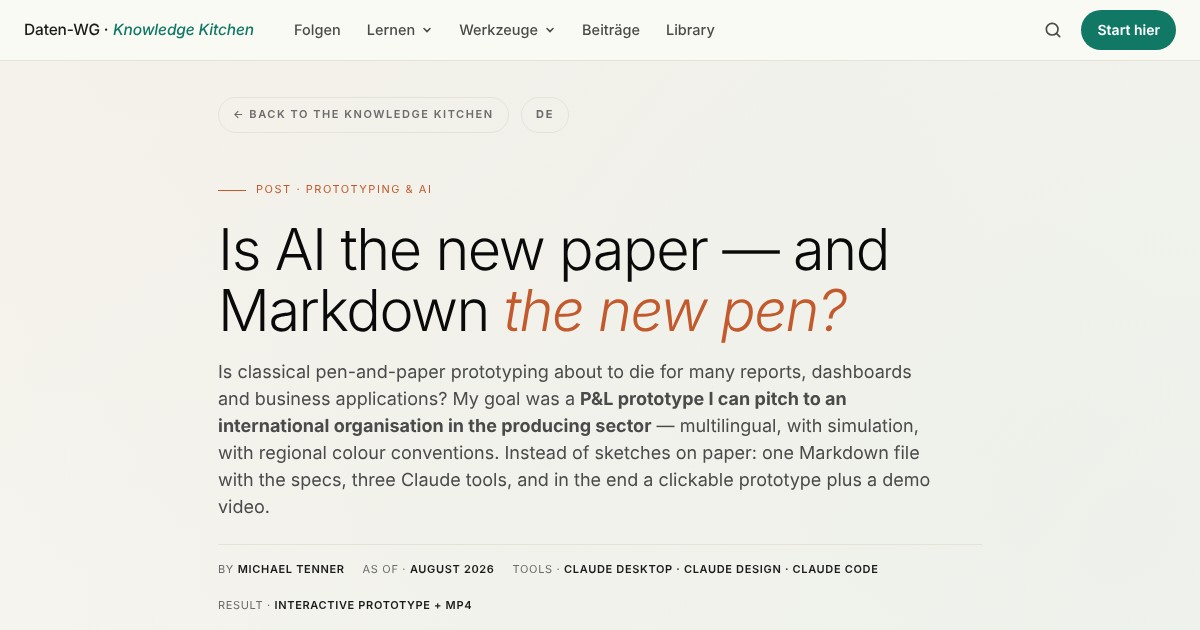 Daten-WG · Knowledge Kitchen
Folgen
Lernen
Werkzeuge
Beiträge
Library
Start hier
← BACK TO THE KNOWLEDGE KITCHEN
DE
POST · PROTOTYPING & AI
Is AI the new paper — and
Markdown the new pen?
Is classical pen-and-paper prototyping about to die for many reports, dashboards
and business applications? My goal was a P&L prototype I can pitch to an
international organisation in the producing sector — multilingual, with simulation,
with regional colour conventions. Instead of sketches on paper: one Markdown file
with the specs, three Claude tools, and in the end a clickable prototype plus a demo
video.
BY MICHAEL TENNER AS OF · AUGUST 2026 TOOLS · CLAUDE DESKTOP · CLAUDE DESIGN · CLAUDE CODE
RESULT · INTERACTIVE PROTOTYPE + MP4